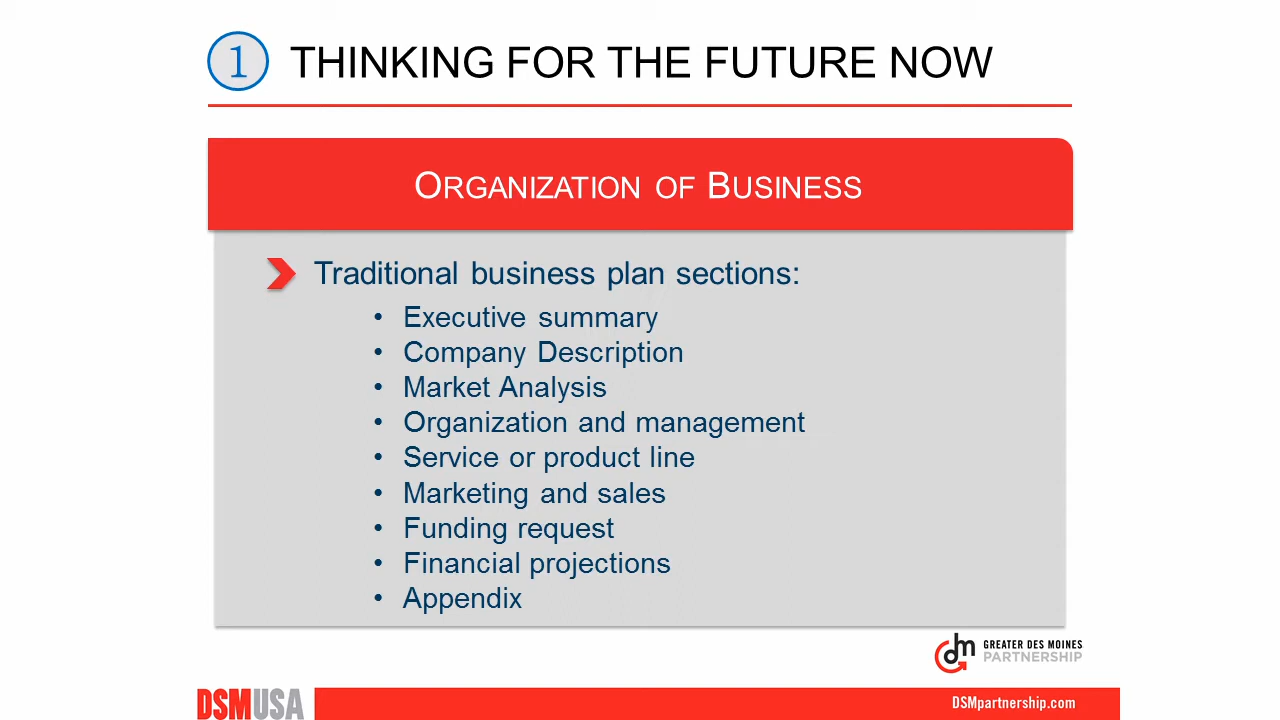 1 THINKING FOR THE FUTURE NOW
ORGANIZATION OF BUSINESS
Traditional business plan sections:
• Executive summary
• Company Description
• Market Analysis
• Organization and management
• Service or product line
• Marketing and sales
• Funding request
• Financial projections
• Appendix
dm GREATER DES MOINES
PARTNERSHIP
DSMUSA DSMpartnership.com